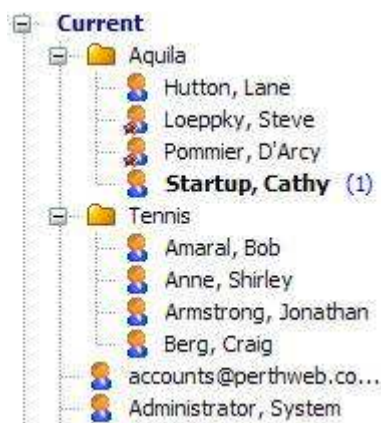 Current
Aquila
Hutton, Lane
Loeppky, Steve
Pommier, D'Arcy
Startup, Cathy (1)
Tennis
Amaral, Bob
Anne, Shirley
Armstrong, Jonathan
Berg, Craig
accounts@perthweb.co...
Administrator, System